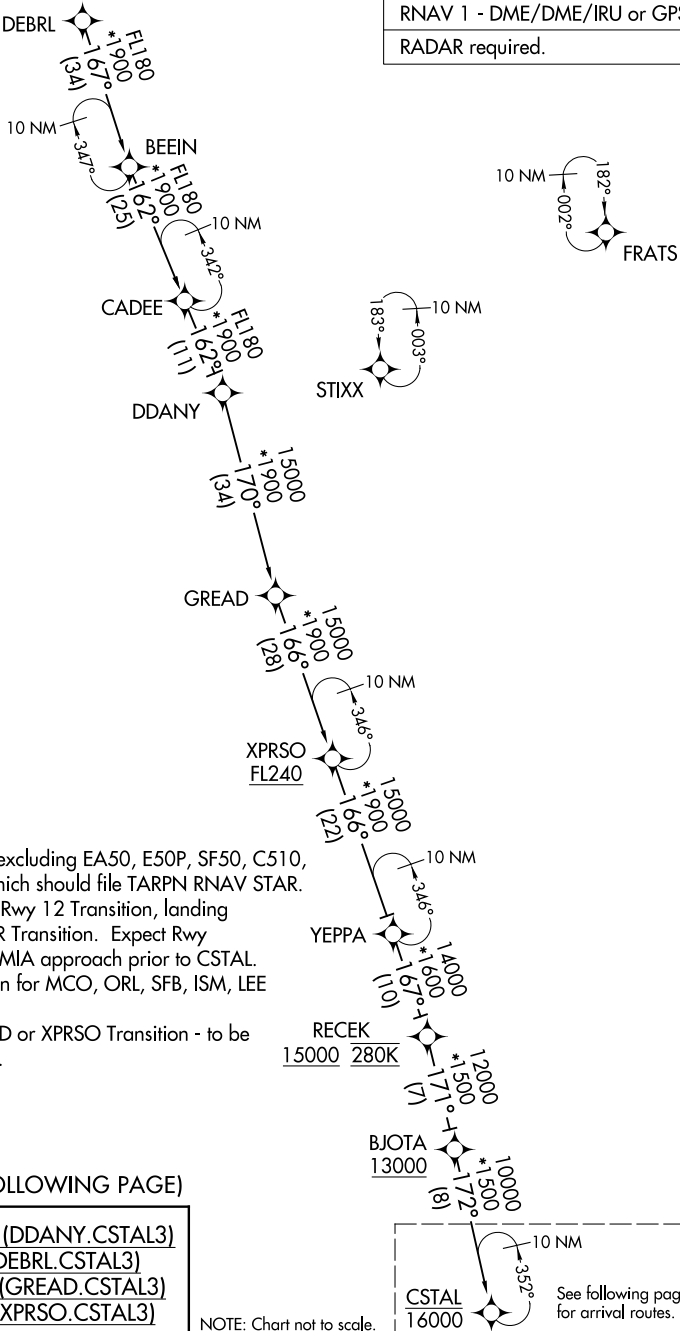 RNAV 1 - DME/DME/IRU or GPS
RADAR required.
DEBRL
FL180
*1900
167°
(34)
10 NM
347°
BEEIN
FL180
*1900
162°
(25)
10 NM
342°
CADEE
FL180
*1900
162°
(11)
DDANY
10 NM
182°
002°
FRATS
10 NM
183°
003°
STIXX
15000
*1900
170°
(34)
GREAD
15000
*1900
166°
(28)
10 NM
346°
XPRSO
FL240
15000
*1900
166°
(22)
10 NM
346°
YEPPA
14000
*1600
167°
(10)
RECEK
15000 280K
12000
*1500
171°
(7)
BJOTA
13000
10000
*1500
172°
(8)
10 NM
352°
CSTAL
16000
See following pag
for arrival routes.
excluding EA50, E50P, SF50, C510,
hich should file TARPN RNAV STAR.
Rwy 12 Transition, landing
R Transition. Expect Rwy
MIA approach prior to CSTAL.
n for MCO, ORL, SFB, ISM, LEE
D or XPRSO Transition - to be
OLLOWING PAGE)
(DDANY.CSTAL3)
DEBRL.CSTAL3)
(GREAD.CSTAL3)
XPRSO.CSTAL3)
NOTE: Chart not to scale.